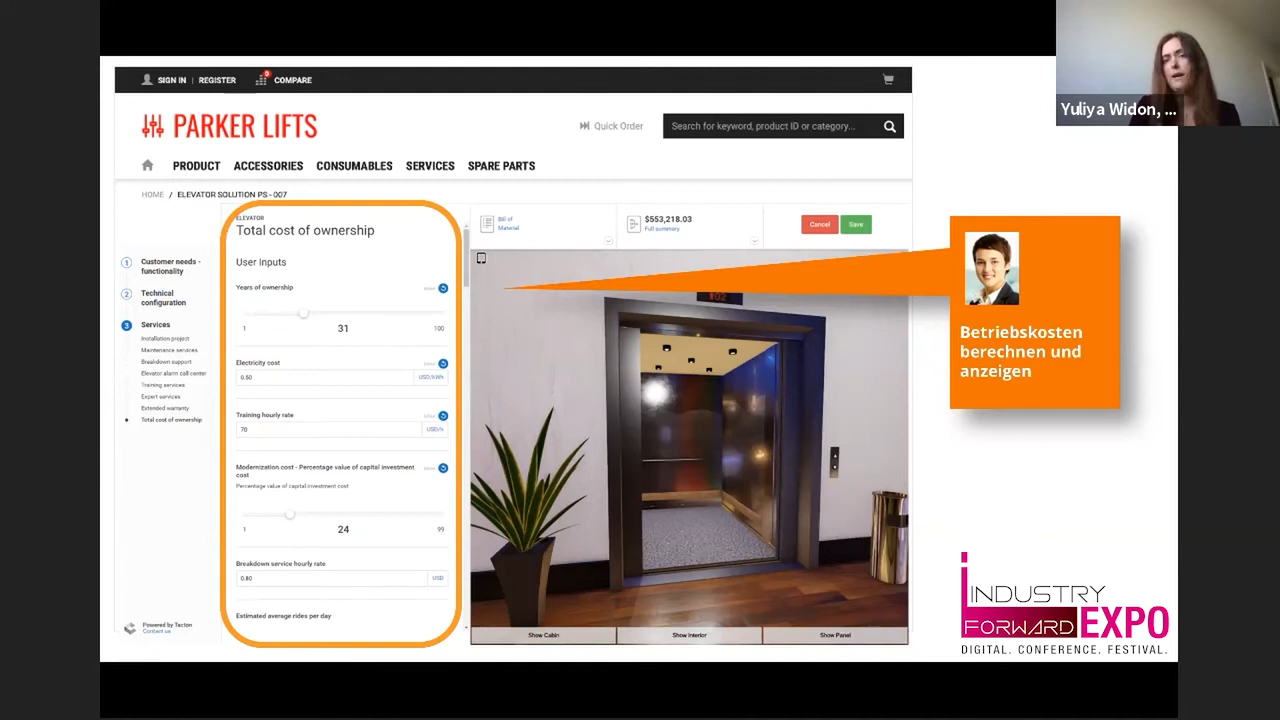 Yuliya Widon, ...
SIGN IN | REGISTER
0
COMPARE
PARKER LIFTS
Quick Order
Search for keyword, product ID or category...
PRODUCT ACCESSORIES CONSUMABLES SERVICES SPARE PARTS
HOME / ELEVATOR SOLUTION PS - 007
1 Customer needs -
functionality
2 Technical
configuration
3 Services
Installation project
Maintenance services
Breakdown support
Elevator alarm call center
Training services
Expert services
Extended warranty
Total cost of ownership
Powered by Tacton
Contact us
ELEVATOR
Total cost of ownership
User Inputs
Years of ownership
1 31 100
Electricity cost
0.50 USD/kWh
Training hourly rate
70 USD/h
Modernization cost - Percentage value of capital investment
cost
Percentage value of capital investment cost
1 24 99
Breakdown service hourly rate
0.80 USD
Estimated average rides per day
Bill of
Material
$553,218.03
Full summary
Cancel Save
Show Cabin Show Interior Show Panel
Betriebskosten
berechnen und
anzeigen
INDUSTRY
FORWARD EXPO
DIGITAL. CONFERENCE. FESTIVAL.